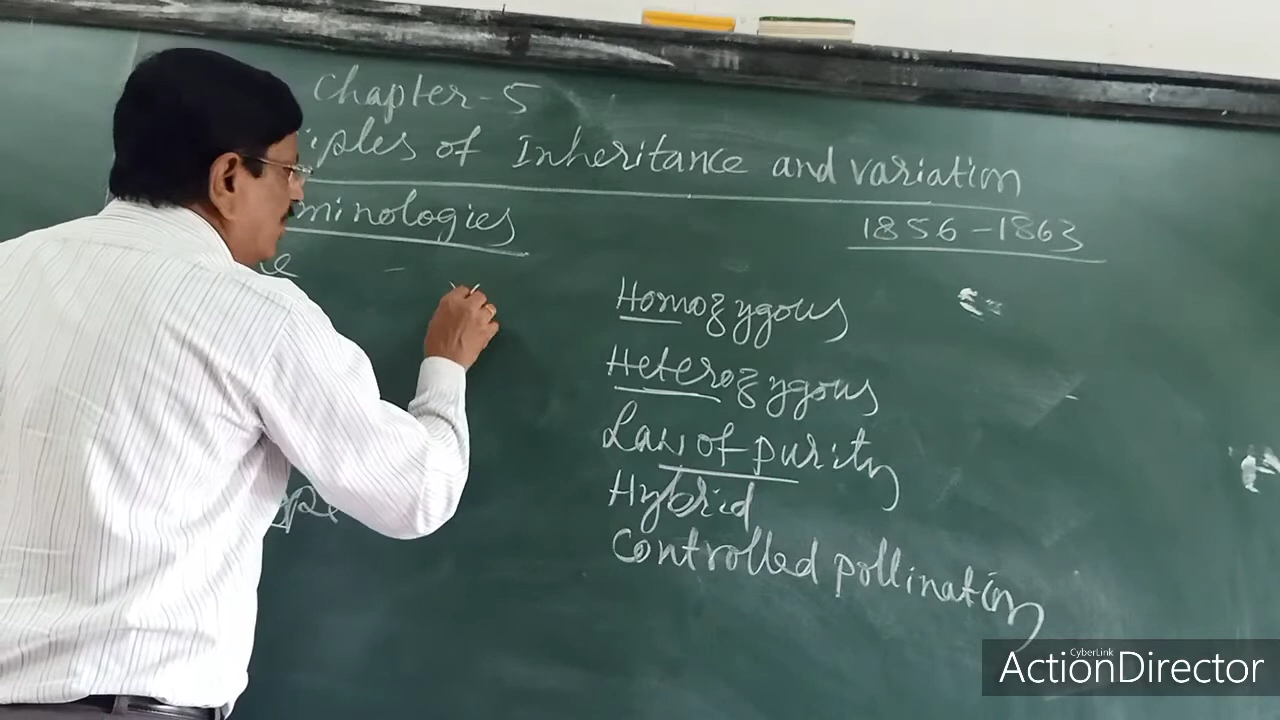 Chapter - 5
iples of Inheritance and variation
minologies
1856 - 1863
Homozygous
Heterozygous
Law of purity
Hybrid
Controlled pollination
CyberLink
ActionDirector